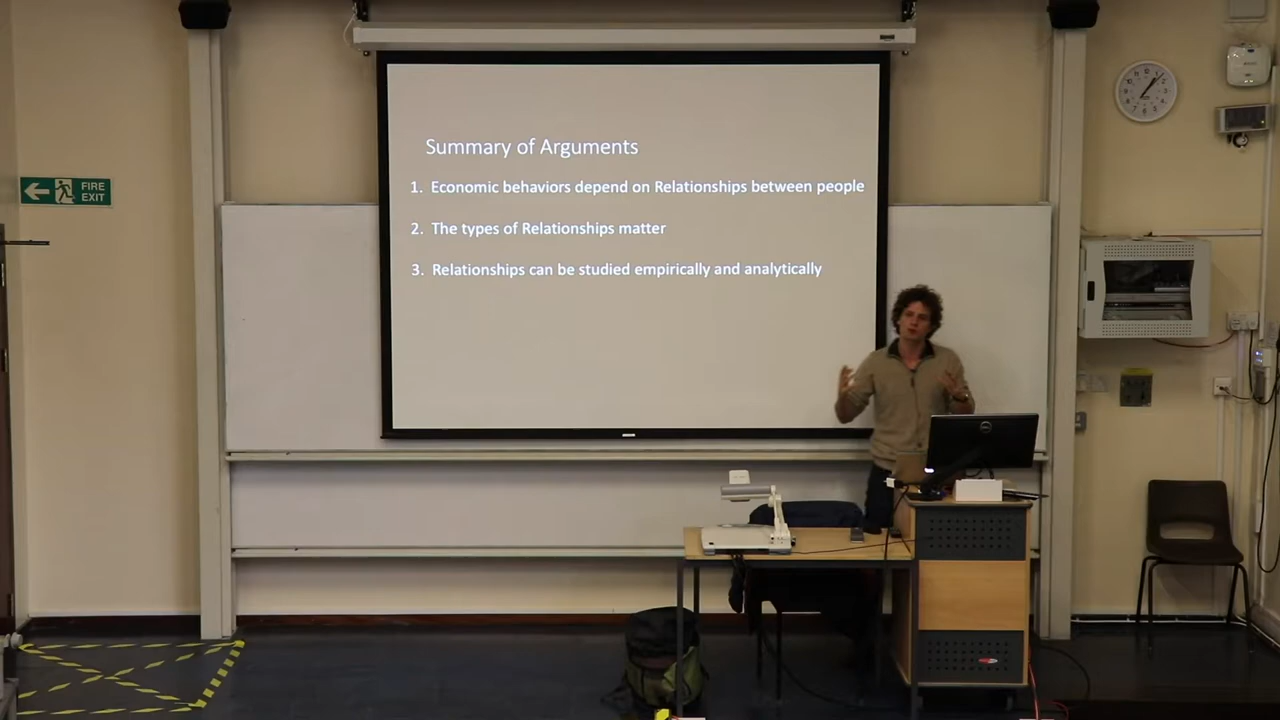 Summary of Arguments
1. Economic behaviors depend on Relationships between people
2. The types of Relationships matter
3. Relationships can be studied empirically and analytically
FIRE
EXIT
DELL